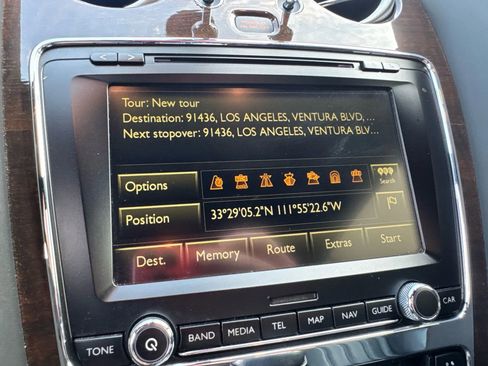 Tour: New tour
Destination: 91436, LOS ANGELES, VENTURA BLVD, ...
Next stopover: 91436, LOS ANGELES, VENTURA BLV...
Options
Search
Position
33°29'05.2"N 111°55'22.6"W
Dest.
Memory
Route
Extras
Start
TONE
BAND
MEDIA
TEL
MAP
NAV
GUIDE
CAR